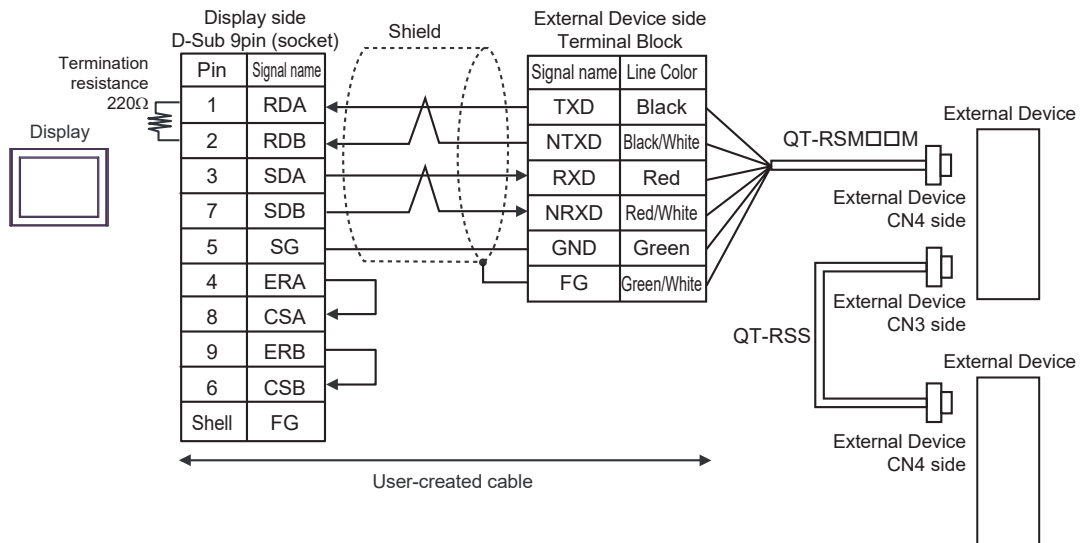 Display side
D-Sub 9pin (socket)
Shield
External Device side
Terminal Block
Termination
resistance
220Ω
Display
Pin Signal name
1 RDA
2 RDB
3 SDA
7 SDB
5 SG
4 ERA
8 CSA
9 ERB
6 CSB
Shell FG
Signal name Line Color
TXD Black
NTXD Black/White
RXD Red
NRXD Red/White
GND Green
FG Green/White
QT-RSM□□M
External Device
External Device
CN4 side
External Device
CN3 side
QT-RSS
External Device
External Device
CN4 side
User-created cable